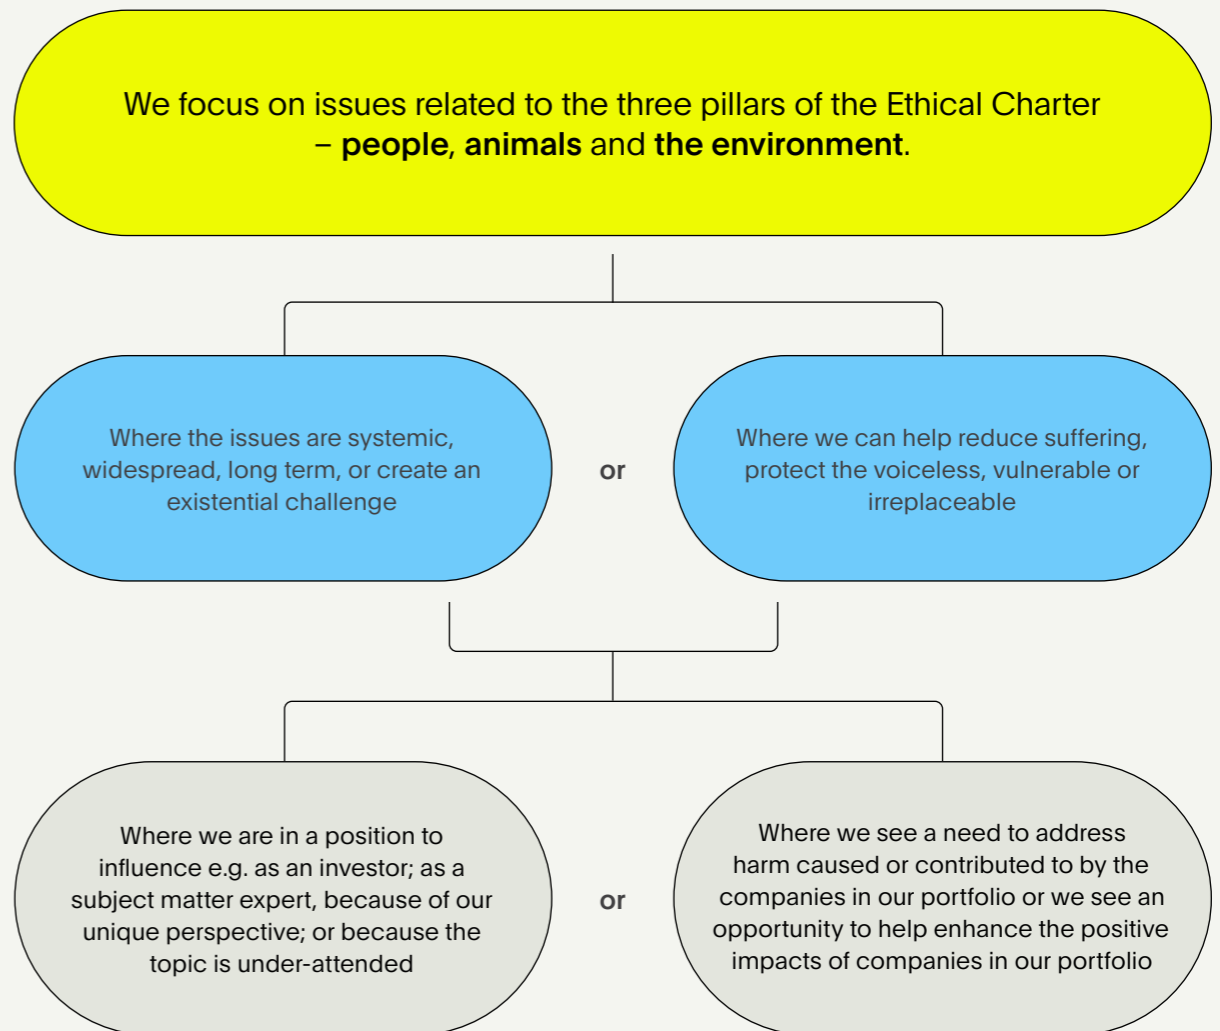 We focus on issues related to the three pillars of the Ethical Charter
– people, animals and the environment.
Where the issues are systemic,
widespread, long term, or create an
existential challenge
or
Where we can help reduce suffering,
protect the voiceless, vulnerable or
irreplaceable
Where we are in a position to
influence e.g. as an investor; as a
subject matter expert, because of our
unique perspective; or because the
topic is under-attended
or
Where we see a need to address
harm caused or contributed to by the
companies in our portfolio or we see an
opportunity to help enhance the positive
impacts of companies in our portfolio